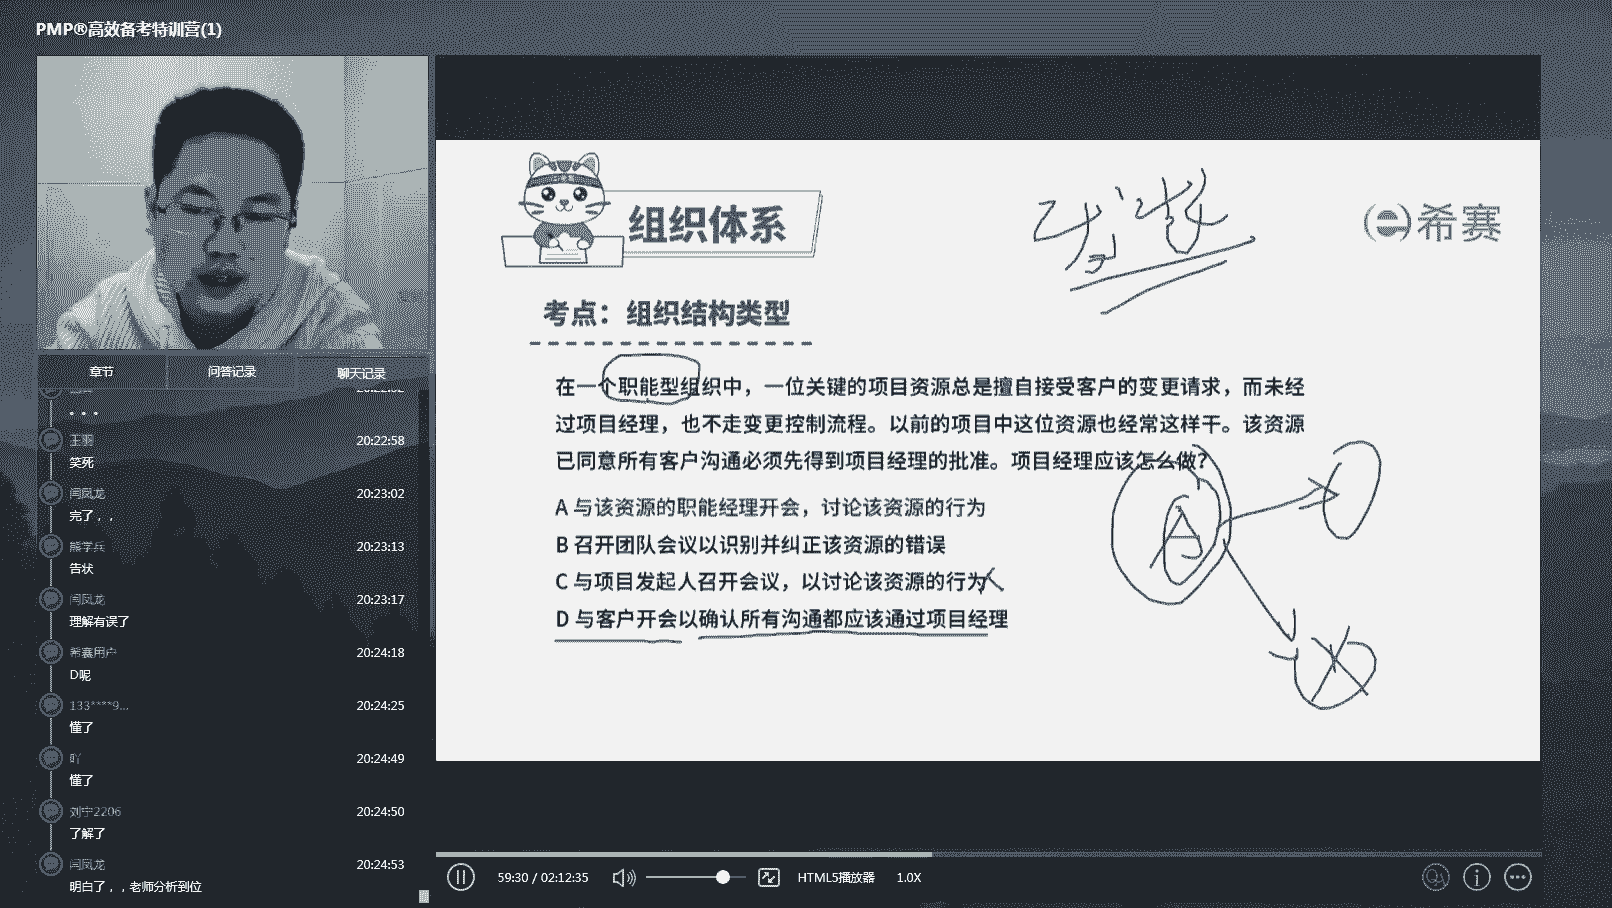 PMP®高效备考特训营(1)
章节
问答记录
聊天记录
。。。
王羽
20:22:58
笑死
闫凤龙
20:23:02
完了，，
熊学兵
20:23:13
告状
闫凤龙
20:23:17
理解有误了
希赛用户
20:24:18
D呢
133****9...
20:24:25
懂了
吖
20:24:49
懂了
刘宇2206
20:24:50
了解了
闫凤龙
20:24:53
明白了，，老师分析到位
组织体系
希赛
考点：组织结构类型
在一个职能型组织中，一位关键的项目资源总是擅自接受客户的变更请求，而未经
过项目经理，也不走变更控制流程。以前的项目中这位资源也经常这样干。该资源
已同意所有客户沟通必须先得到项目经理的批准。项目经理应该怎么做？
A 与该资源的职能经理开会，讨论该资源的行为
B 召开团队会议以识别并纠正该资源的错误
C 与项目发起人召开会议，以讨论该资源的行为
D 与客户开会以确认所有沟通都应该通过项目经理
A
59:30 / 02:12:35
HTML5播放器
1.0X